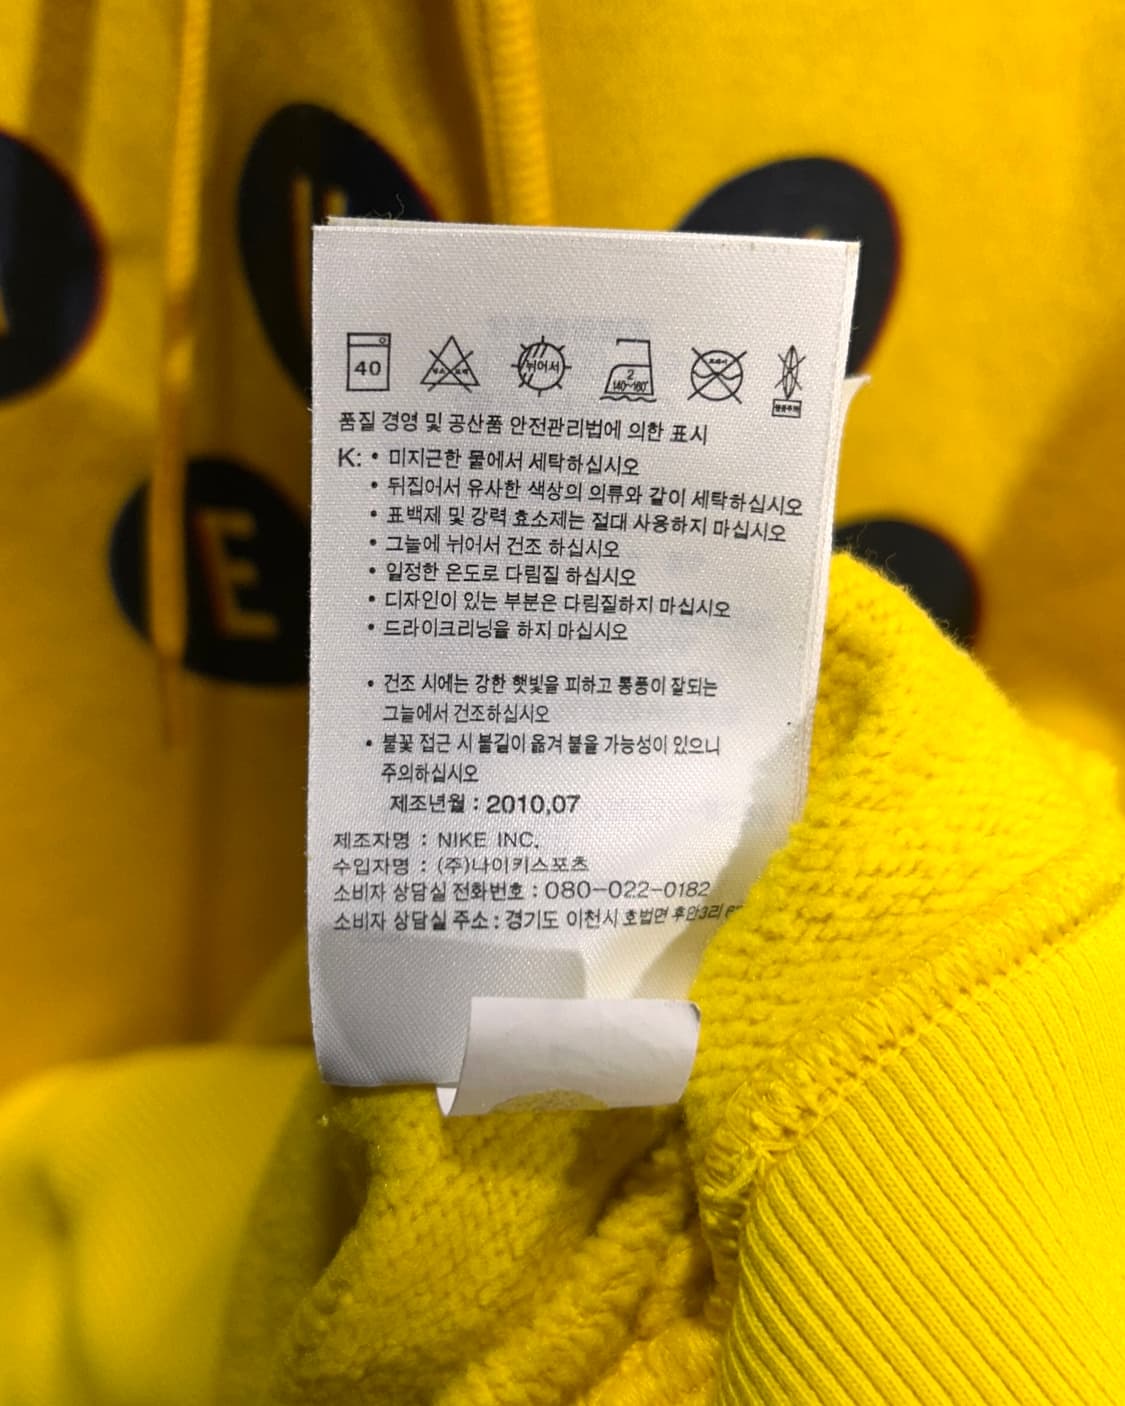 E
40
뉘어서
2
140~160°
품질 경영 및 공산품 안전관리법에 의한 표시
K: • 미지근한 물에서 세탁하십시오
• 뒤집어서 유사한 색상의 의류와 같이 세탁하십시오
• 표백제 및 강력 효소제는 절대 사용하지 마십시오
• 그늘에 뉘어서 건조 하십시오
• 일정한 온도로 다림질 하십시오
• 디자인이 있는 부분은 다림질하지 마십시오
• 드라이크리닝을 하지 마십시오
• 건조 시에는 강한 햇빛을 피하고 통풍이 잘되는
그늘에서 건조하십시오
• 불꽃 접근 시 불길이 옮겨 붙을 가능성이 있으니
주의하십시오
제조년월 : 2010,07
제조자명 : NIKE INC.
수입자명 : (주)나이키스포츠
소비자 상담실 전화번호 : 080-022-0182
소비자 상담실 주소 : 경기도 이천시 호법면 후안3리